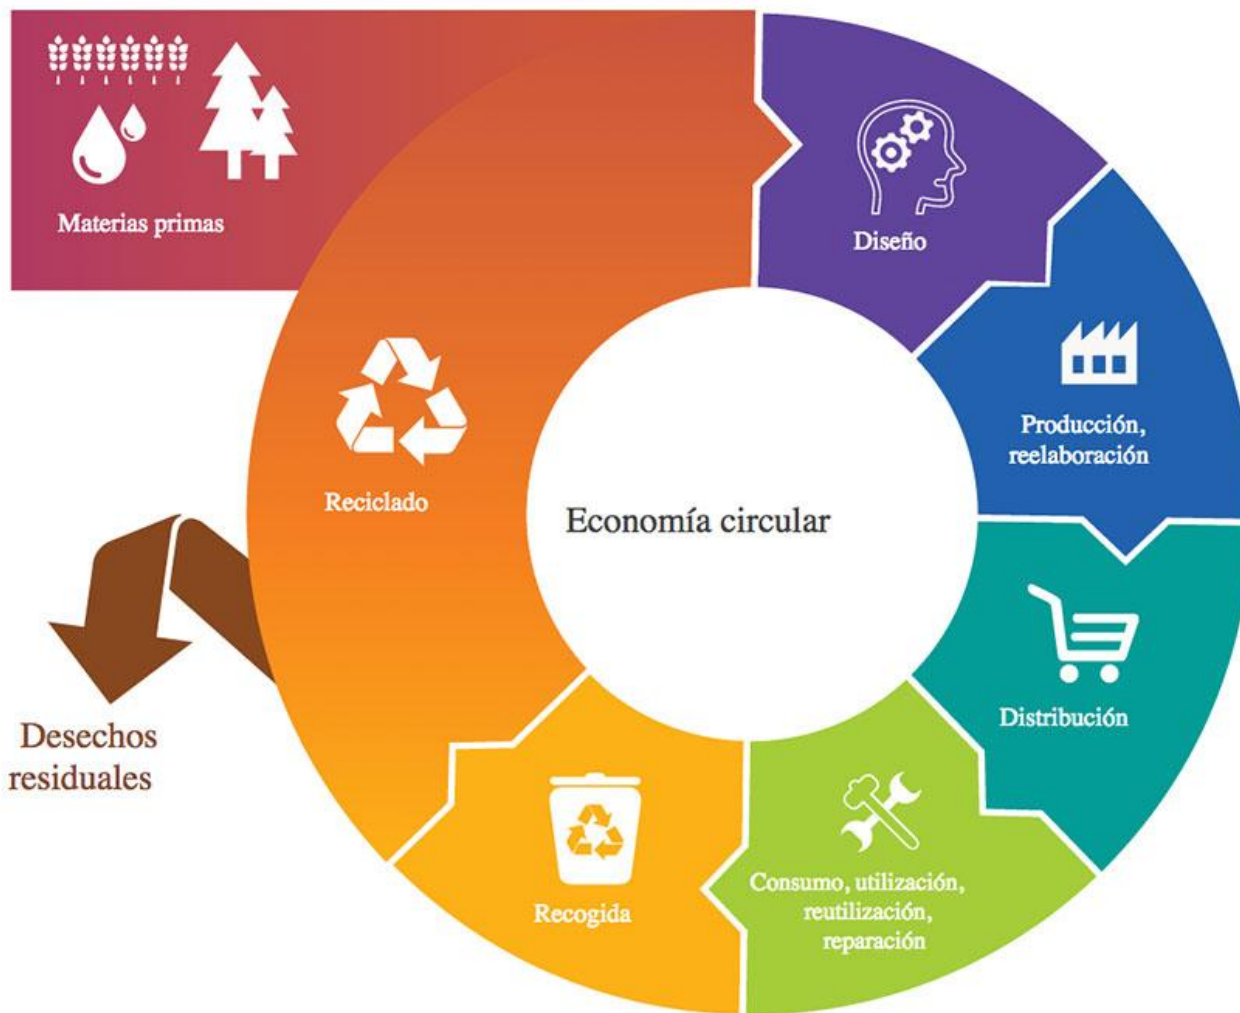 Materias primas
Diseño
Producción,
reelaboración
Reciclado
Economía circular
Distribución
Desechos
residuales
Consumo, utilización,
reutilización,
reparación
Recogida